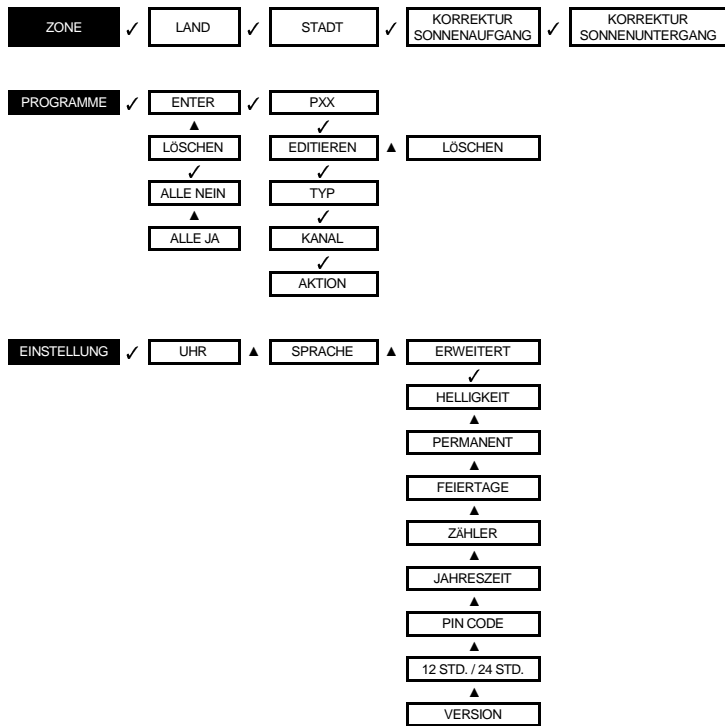 ZONE ✓ LAND ✓ STADT ✓ KORREKTUR SONNENAUFGANG ✓ KORREKTUR SONNENUNTERGANG
PROGRAMME ✓ ENTER ✓ PXX
▲ ✓
LÖSCHEN EDITIEREN ▲ LÖSCHEN
✓ ✓
ALLE NEIN TYP
▲ ✓
ALLE JA KANAL
✓
AKTION
EINSTELLUNG ✓ UHR ▲ SPRACHE ▲ ERWEITERT
✓
HELLIGKEIT
▲
PERMANENT
▲
FEIERTAGE
▲
ZÄHLER
▲
JAHRESZEIT
▲
PIN CODE
▲
12 STD. / 24 STD.
▲
VERSION